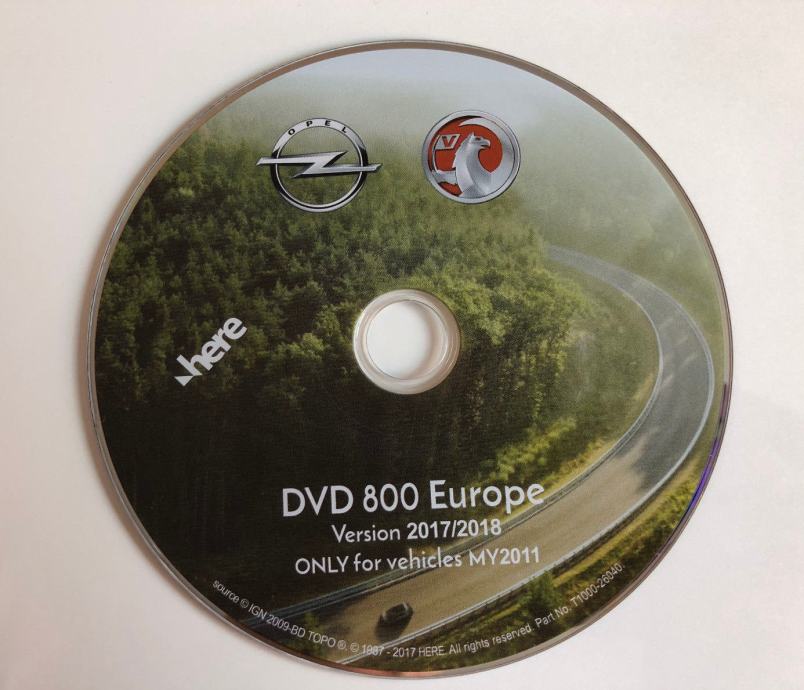 OPEL
V
here
DVD 800 Europe
Version 2017/2018
ONLY for vehicles MY2011
source © IGN 2009-BD TOPO ®, © 1987 - 2017 HERE. All rights reserved. Part No. T1000-26040.